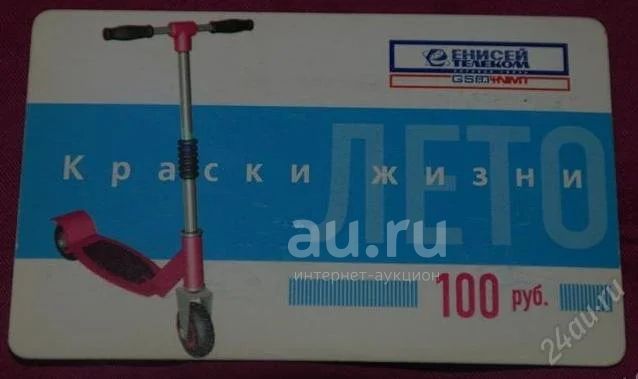 ЕНИСЕЙ
ТЕЛЕКОМ
GSM+NMT
ЛЕТО
Краски жизни
au.ru
интернет-аукцион
100 руб.
24au.ru